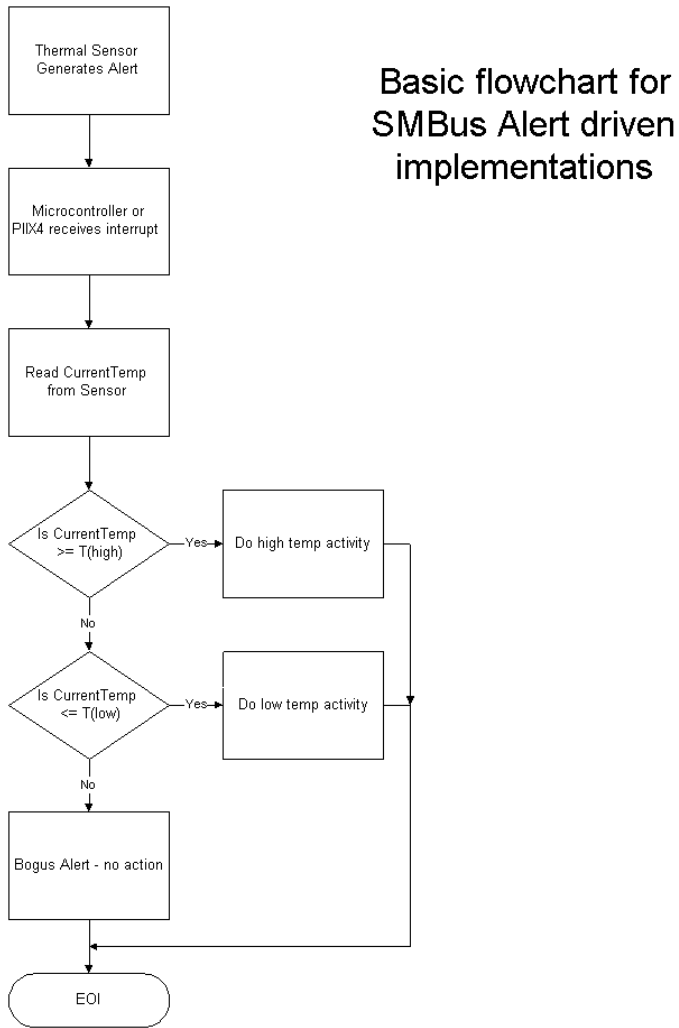 Thermal Sensor
Generates Alert
Basic flowchart for
SMBus Alert driven
implementations
Microcontroller or
PIIX4 receives interrupt
Read CurrentTemp
from Sensor
Is CurrentTemp
>= T(high)
Yes
Do high temp activity
No
Is CurrentTemp
<= T(low)
Yes
Do low temp activity
No
Bogus Alert - no action
EOI